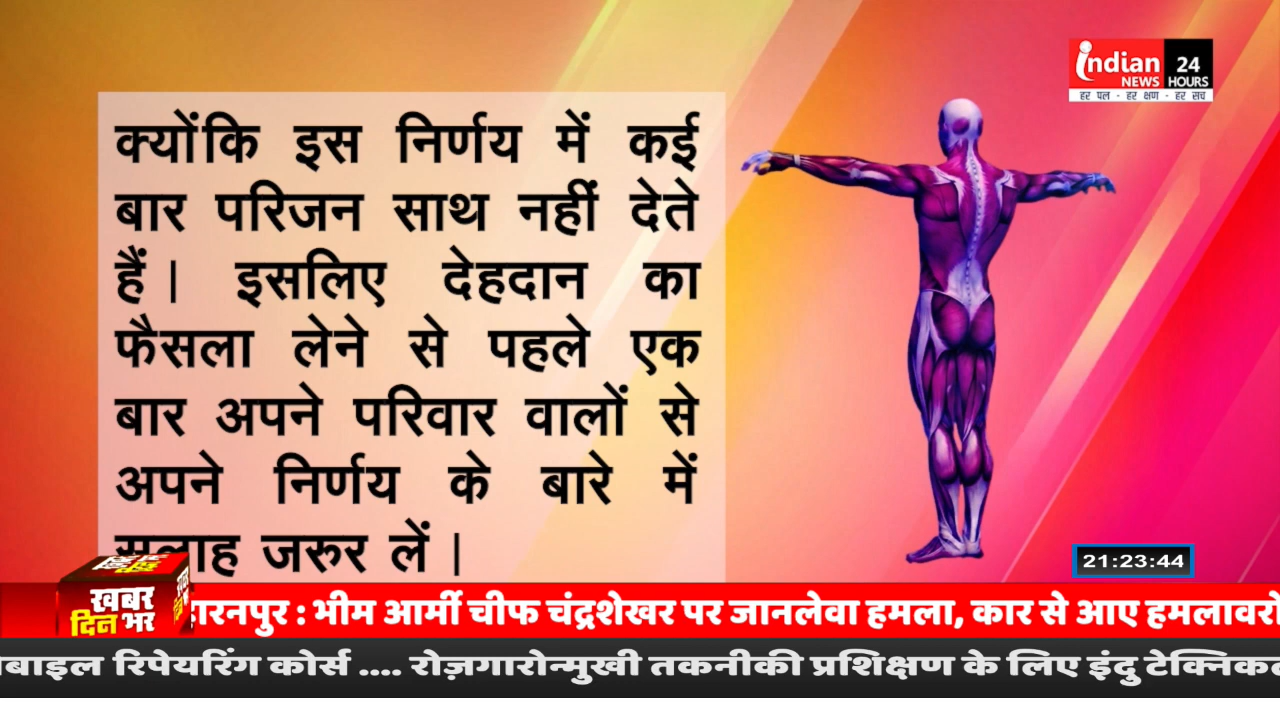 indian
NEWS
24
HOURS
हर पल - हर क्षण - हर सच
क्योंकि इस निर्णय में कई
बार परिजन साथ नहीं देते
हैं। इसलिए देहदान का
फैसला लेने से पहले एक
बार अपने परिवार वालों से
अपने निर्णय के बारे में
सलाह जरुर लें।
21:23:44
खबर
दिन भर
हारनपुर : भीम आर्मी चीफ चंद्रशेखर पर जानलेवा हमला, कार से आए हमलावरो
बाइल रिपेयरिंग कोर्स .... रोज़गारोन्मुखी तकनीकी प्रशिक्षण के लिए इंदु टेक्निकल